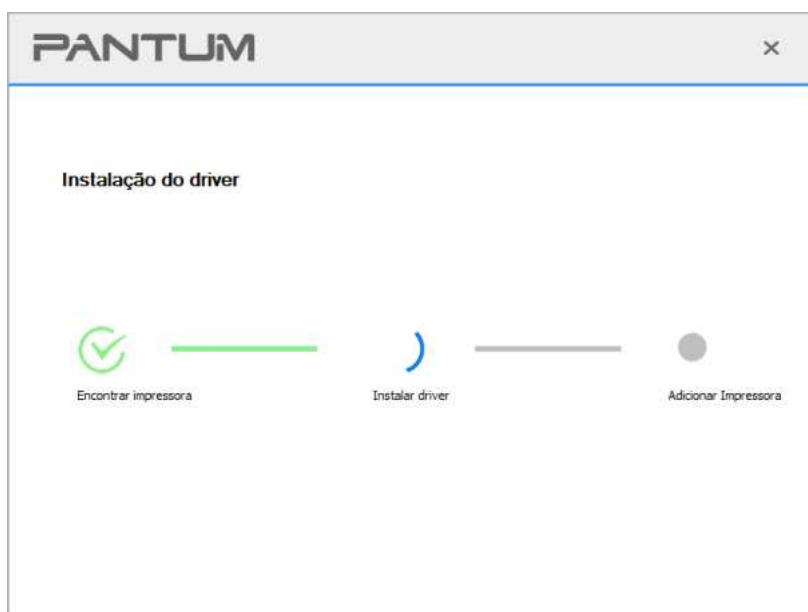 PANTUM
Instalação do driver
Encontrar impressora
Instalar driver
Adicionar Impressora